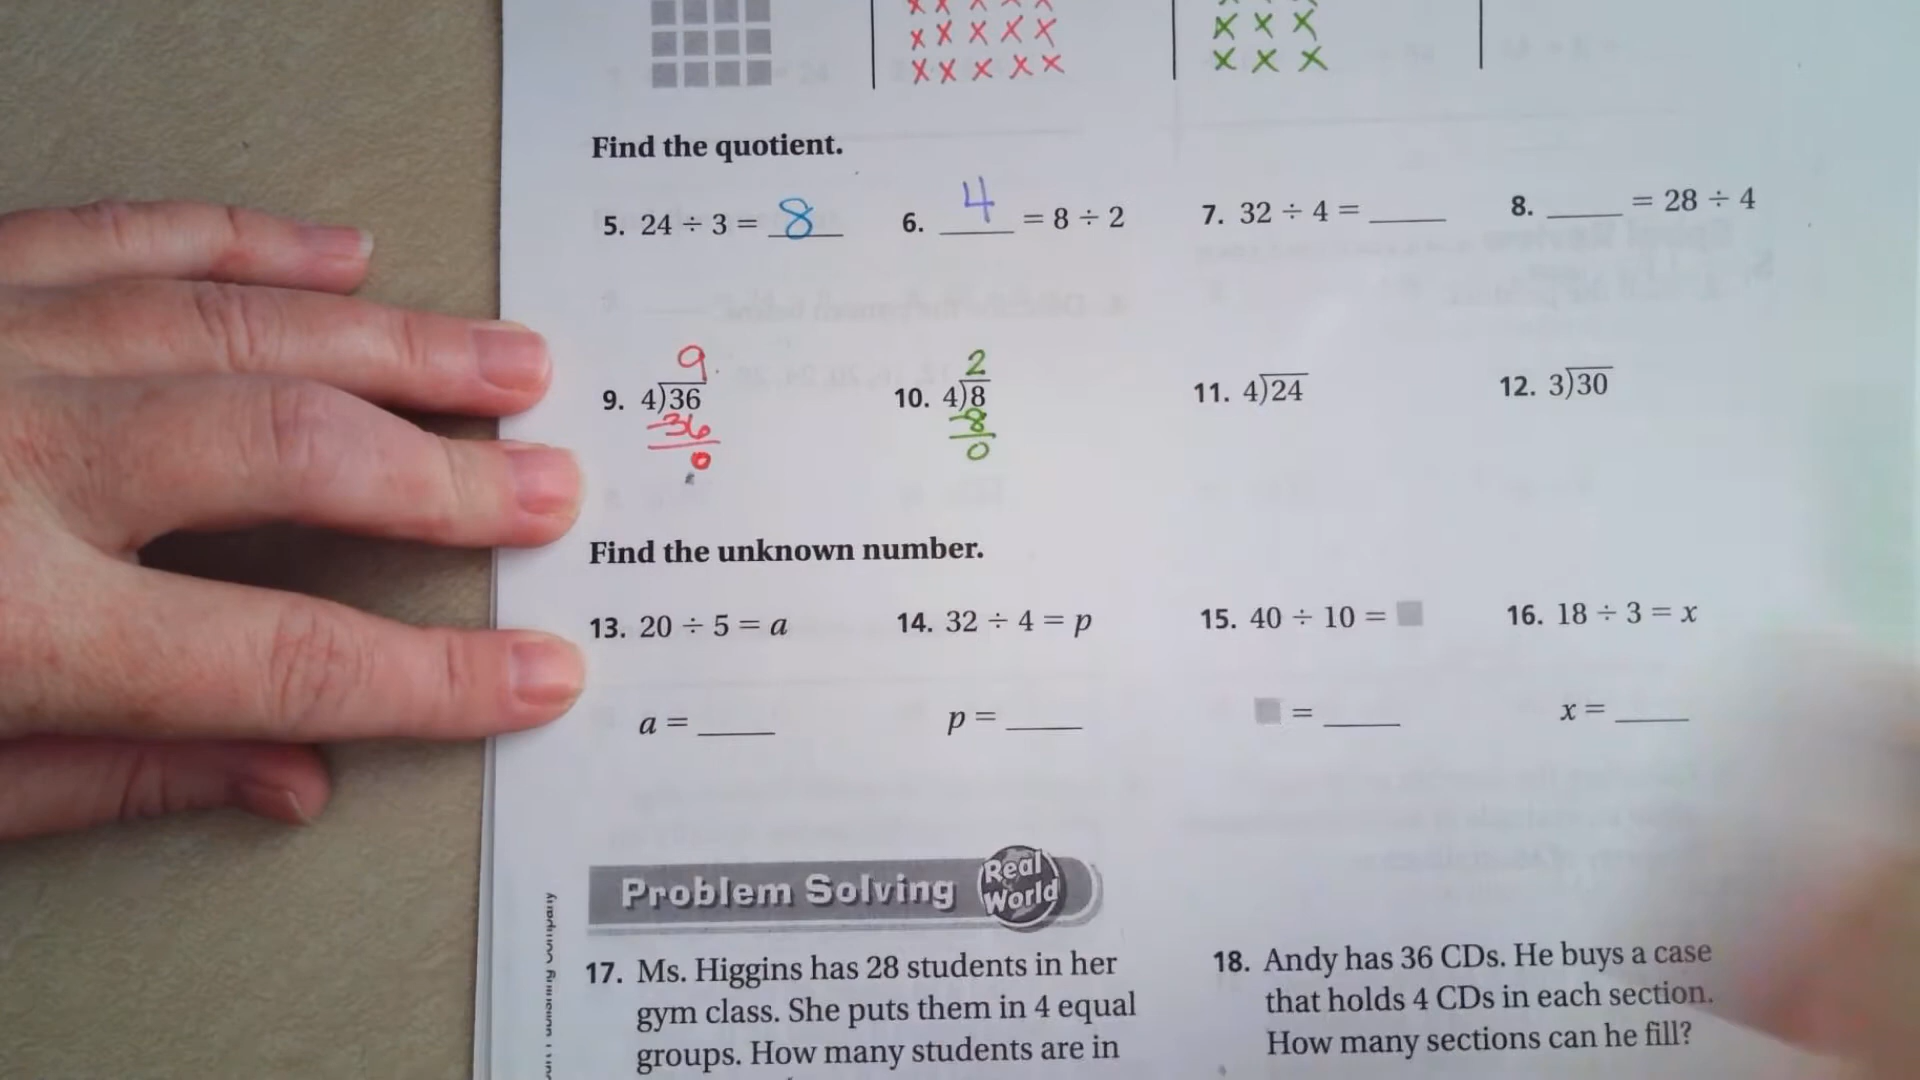 X X X X X
X X X X X
X X X X X
X X X
X X X
Find the quotient.
5. 24 ÷ 3 = 8
6. 4 = 8 ÷ 2
7. 32 ÷ 4 = ____
8. ____ = 28 ÷ 4
9
9. 4)36
-36
0
2
10. 4)8
-8
0
11. 4)24
12. 3)30
Find the unknown number.
13. 20 ÷ 5 = a
14. 32 ÷ 4 = p
15. 40 ÷ 10 = ■
16. 18 ÷ 3 = x
a = ____
p = ____
■ = ____
x = ____
Problem Solving Real World
17. Ms. Higgins has 28 students in her
gym class. She puts them in 4 equal
groups. How many students are in
18. Andy has 36 CDs. He buys a case
that holds 4 CDs in each section.
How many sections can he fill?